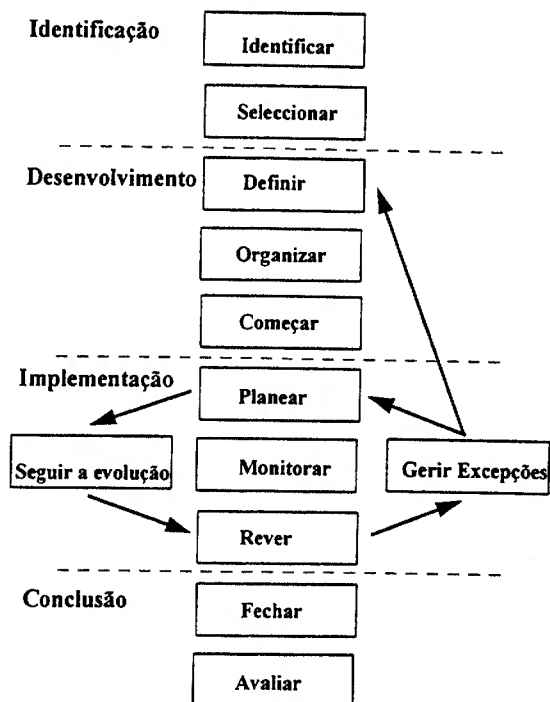 Identificação
Identificar
Seleccionar
Desenvolvimento
Definir
Organizar
Começar
Implementação
Planear
Seguir a evolução
Monitorar
Gerir Excepções
Rever
Conclusão
Fechar
Avaliar